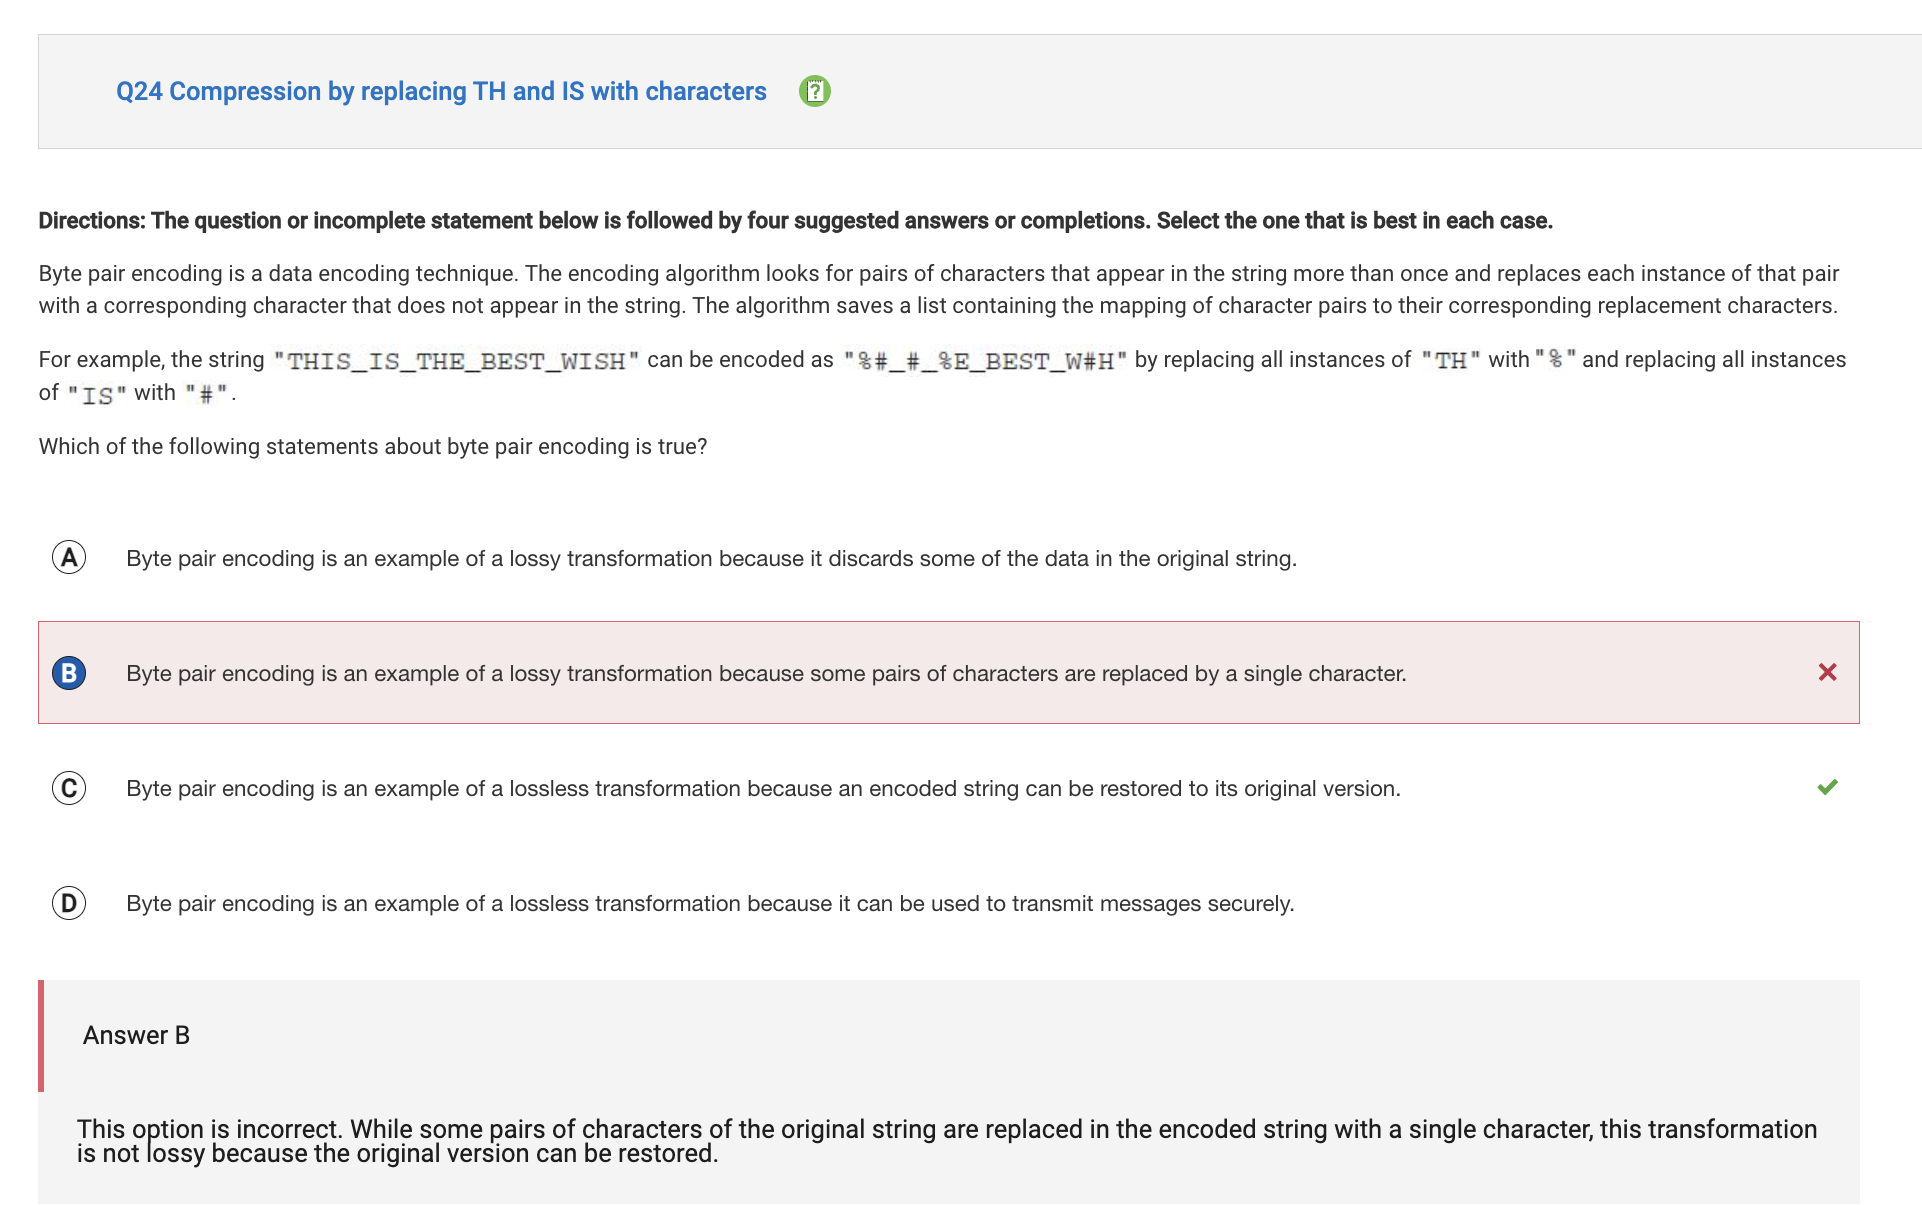 Q24 Compression by replacing TH and IS with characters ?
Directions: The question or incomplete statement below is followed by four suggested answers or completions. Select the one that is best in each case.
Byte pair encoding is a data encoding technique. The encoding algorithm looks for pairs of characters that appear in the string more than once and replaces each instance of that pair
with a corresponding character that does not appear in the string. The algorithm saves a list containing the mapping of character pairs to their corresponding replacement characters.
For example, the string "THIS_IS_THE_BEST_WISH" can be encoded as "%#_#_%E_BEST_W#H" by replacing all instances of "TH" with "%" and replacing all instances
of "IS" with "#".
Which of the following statements about byte pair encoding is true?
A Byte pair encoding is an example of a lossy transformation because it discards some of the data in the original string.
B Byte pair encoding is an example of a lossy transformation because some pairs of characters are replaced by a single character.
C Byte pair encoding is an example of a lossless transformation because an encoded string can be restored to its original version.
D Byte pair encoding is an example of a lossless transformation because it can be used to transmit messages securely.
Answer B
This option is incorrect. While some pairs of characters of the original string are replaced in the encoded string with a single character, this transformation
is not lossy because the original version can be restored.